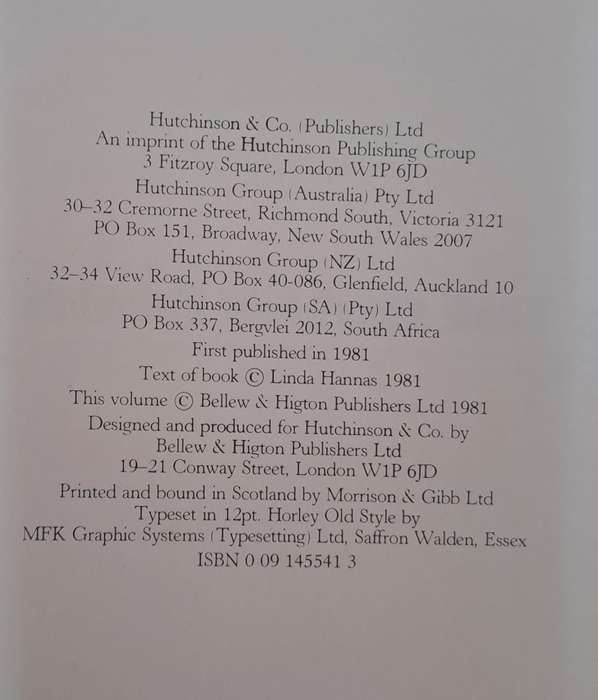 Hutchinson & Co. (Publishers) Ltd
An imprint of the Hutchinson Publishing Group
3 Fitzroy Square, London W1P 6JD
Hutchinson Group (Australia) Pty Ltd
30–32 Cremorne Street, Richmond South, Victoria 3121
PO Box 151, Broadway, New South Wales 2007
Hutchinson Group (NZ) Ltd
32–34 View Road, PO Box 40-086, Glenfield, Auckland 10
Hutchinson Group (SA) (Pty) Ltd
PO Box 337, Bergvlei 2012, South Africa
First published in 1981
Text of book © Linda Hannas 1981
This volume © Bellew & Higton Publishers Ltd 1981
Designed and produced for Hutchinson & Co. by
Bellew & Higton Publishers Ltd
19–21 Conway Street, London W1P 6JD
Printed and bound in Scotland by Morrison & Gibb Ltd
Typeset in 12pt. Horley Old Style by
MFK Graphic Systems (Typesetting) Ltd, Saffron Walden, Essex
ISBN 0 09 145541 3